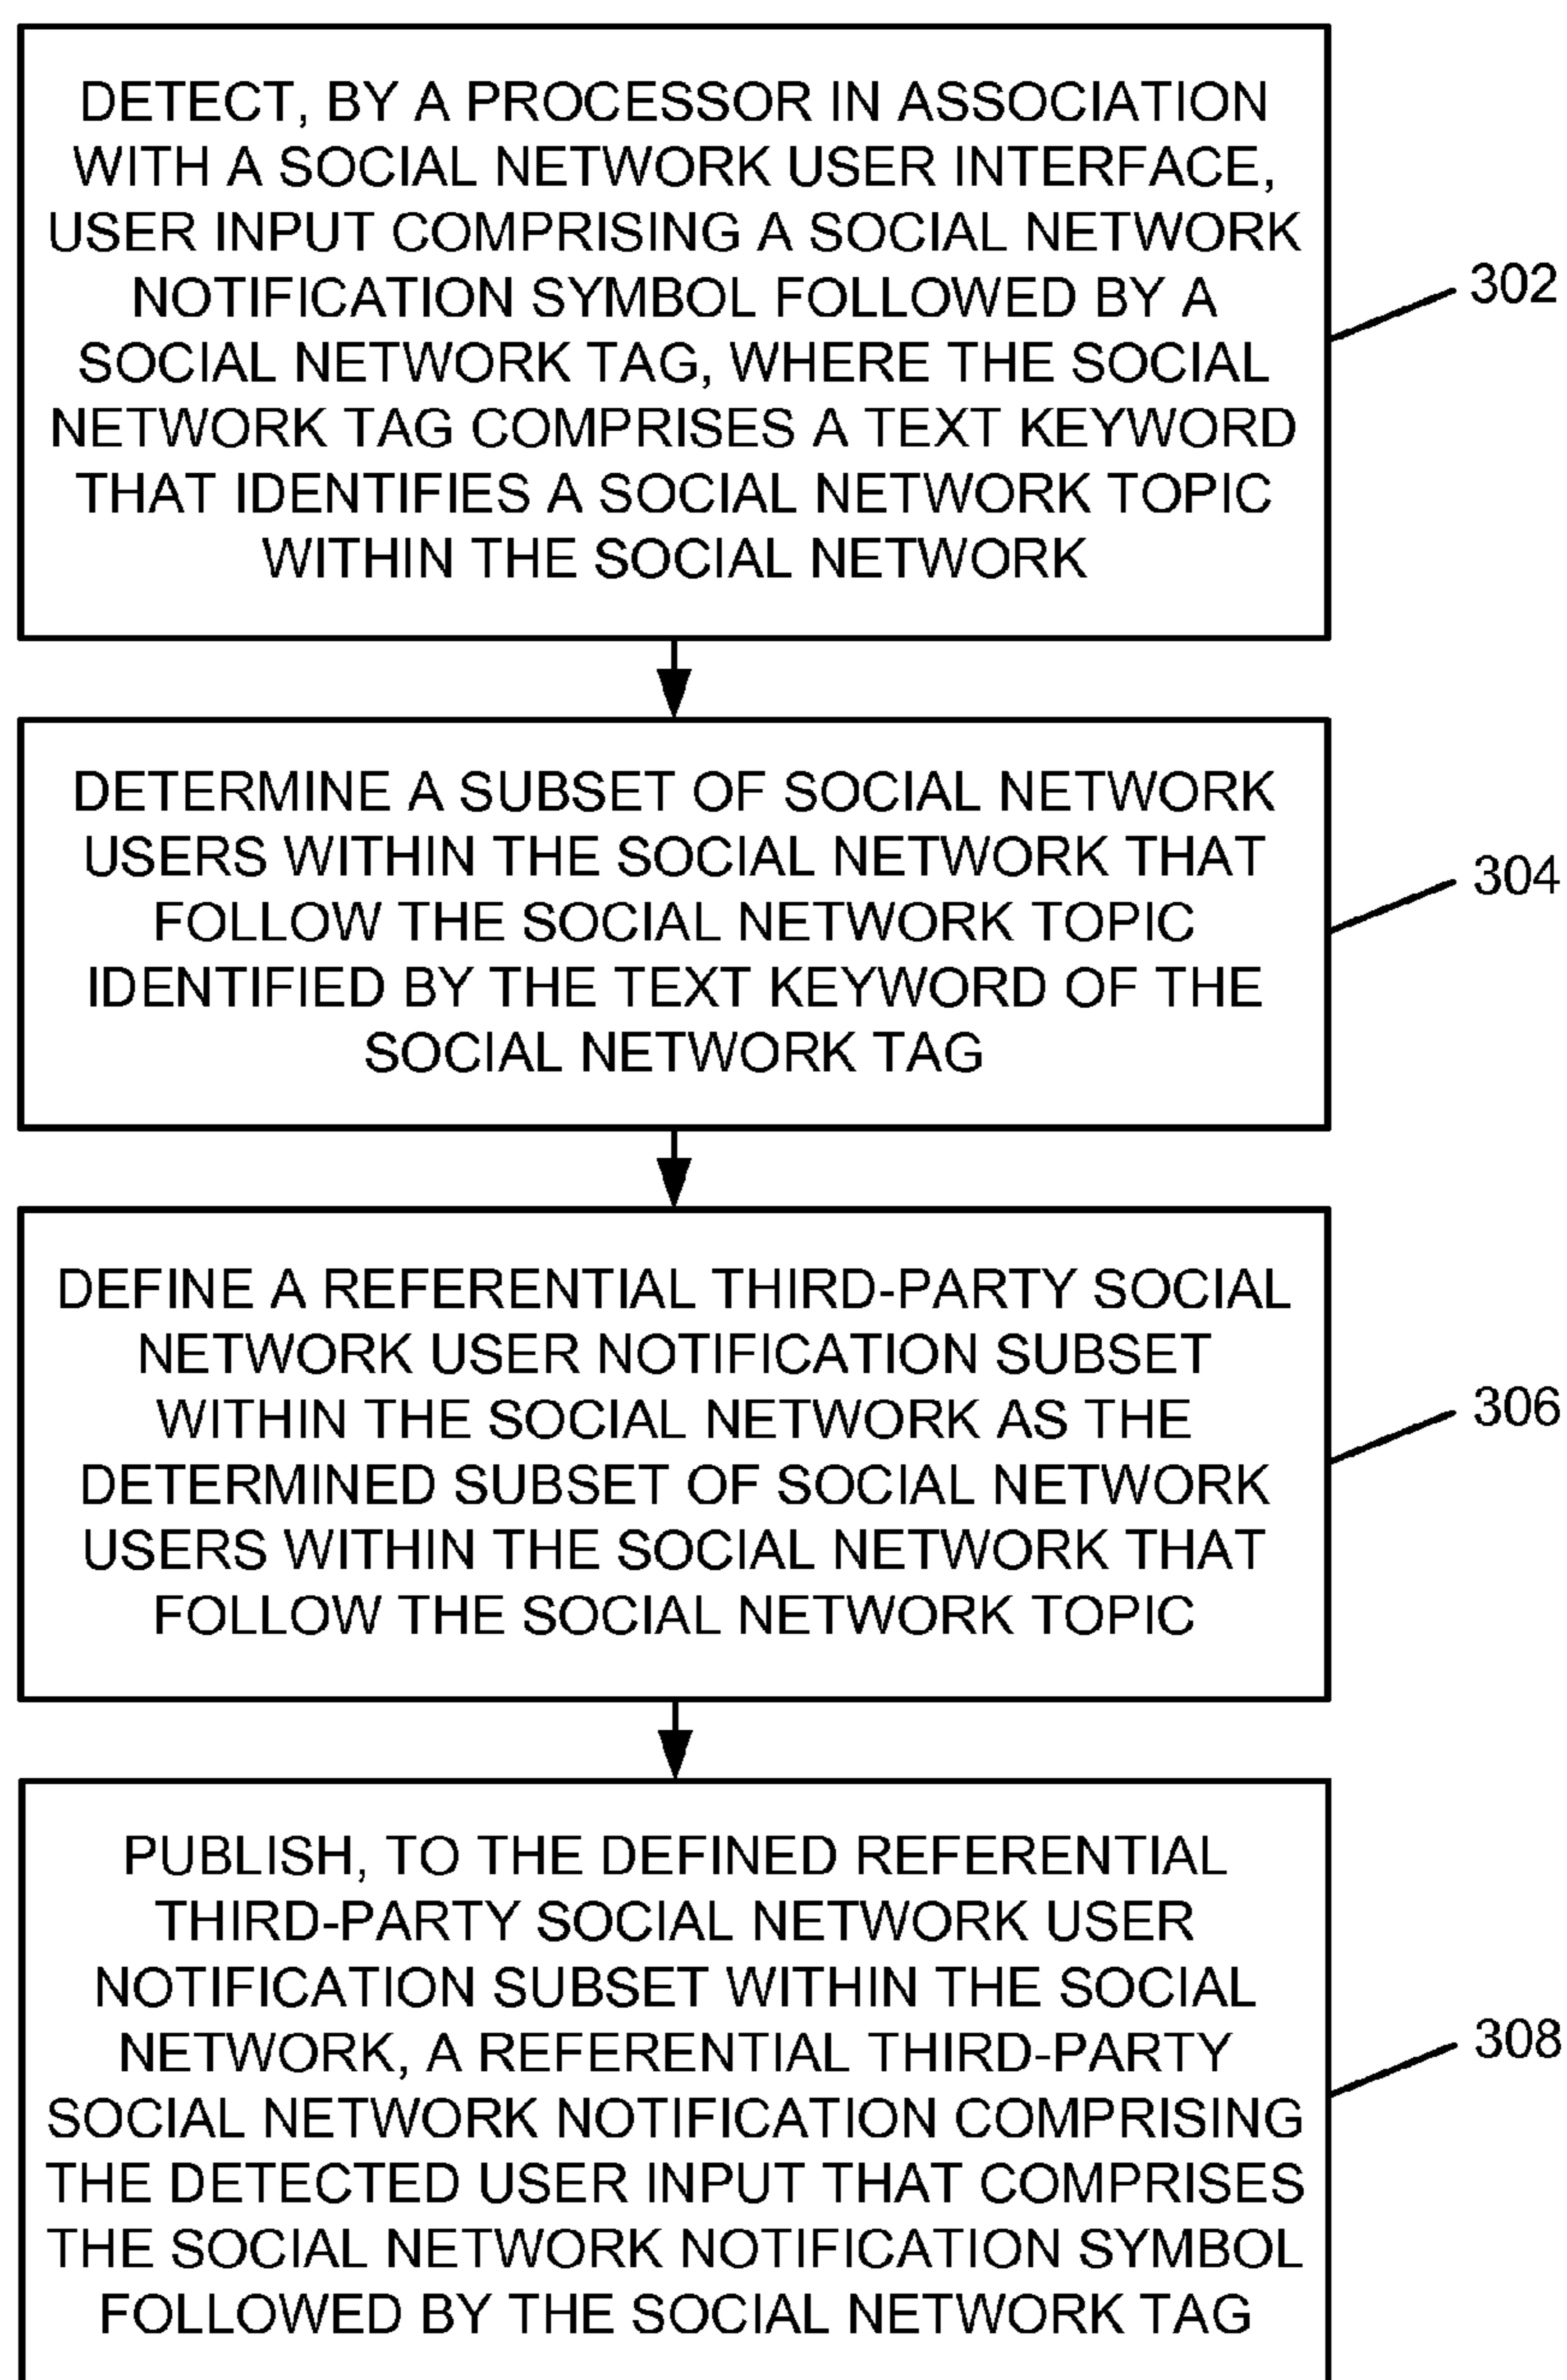 DETECT, BY A PROCESSOR IN ASSOCIATION
WITH A SOCIAL NETWORK USER INTERFACE,
USER INPUT COMPRISING A SOCIAL NETWORK
NOTIFICATION SYMBOL FOLLOWED BY A
SOCIAL NETWORK TAG, WHERE THE SOCIAL
NETWORK TAG COMPRISES A TEXT KEYWORD
THAT IDENTIFIES A SOCIAL NETWORK TOPIC
WITHIN THE SOCIAL NETWORK
302
DETERMINE A SUBSET OF SOCIAL NETWORK
USERS WITHIN THE SOCIAL NETWORK THAT
FOLLOW THE SOCIAL NETWORK TOPIC
IDENTIFIED BY THE TEXT KEYWORD OF THE
SOCIAL NETWORK TAG
304
DEFINE A REFERENTIAL THIRD-PARTY SOCIAL
NETWORK USER NOTIFICATION SUBSET
WITHIN THE SOCIAL NETWORK AS THE
DETERMINED SUBSET OF SOCIAL NETWORK
USERS WITHIN THE SOCIAL NETWORK THAT
FOLLOW THE SOCIAL NETWORK TOPIC
306
PUBLISH, TO THE DEFINED REFERENTIAL
THIRD-PARTY SOCIAL NETWORK USER
NOTIFICATION SUBSET WITHIN THE SOCIAL
NETWORK, A REFERENTIAL THIRD-PARTY
SOCIAL NETWORK NOTIFICATION COMPRISING
THE DETECTED USER INPUT THAT COMPRISES
THE SOCIAL NETWORK NOTIFICATION SYMBOL
FOLLOWED BY THE SOCIAL NETWORK TAG
308